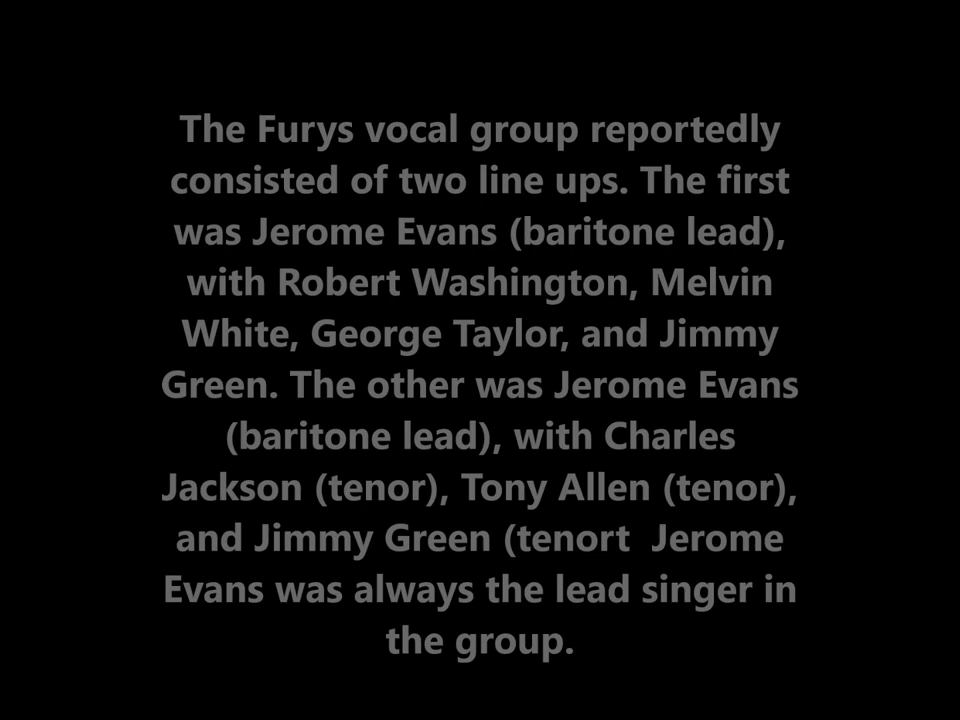 The Furys vocal group reportedly
consisted of two line ups. The first
was Jerome Evans (baritone lead),
with Robert Washington, Melvin
White, George Taylor, and Jimmy
Green. The other was Jerome Evans
(baritone lead), with Charles
Jackson (tenor), Tony Allen (tenor),
and Jimmy Green (tenort  Jerome
Evans was always the lead singer in
the group.